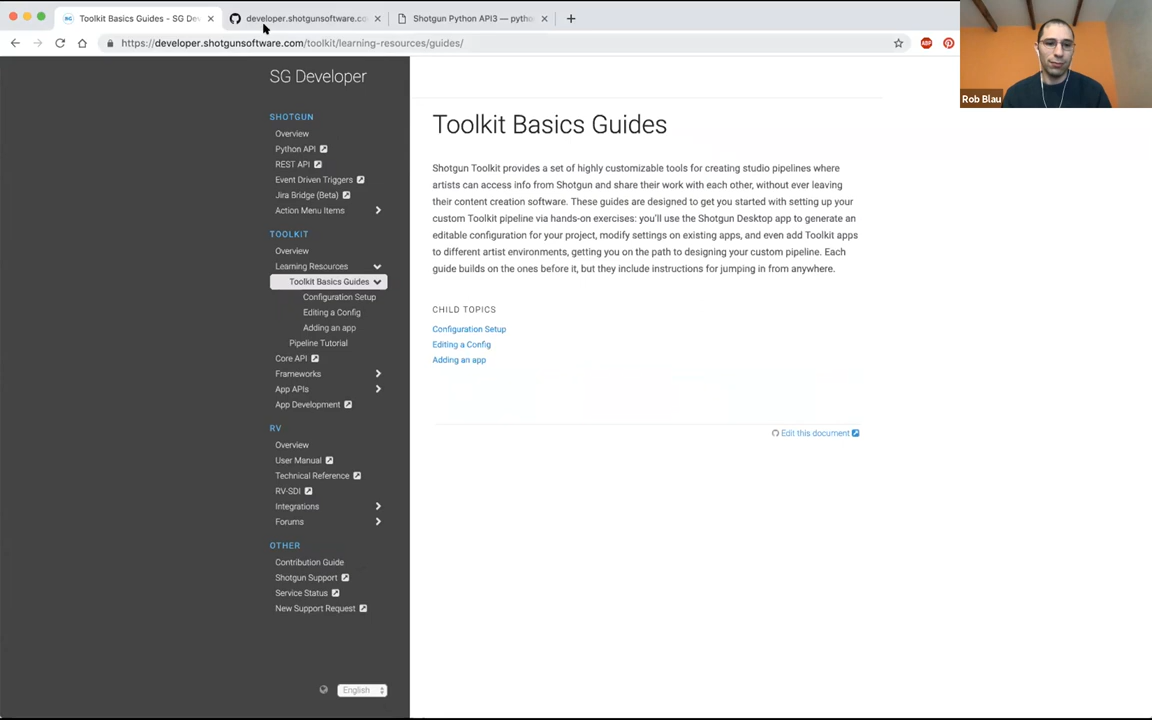 Toolkit Basics Guides - SG Dev
developer.shotgunsoftware.co
Shotgun Python API3 — pytho
https://developer.shotgunsoftware.com/toolkit/learning-resources/guides/
ABP
Rob Blau
SG Developer
SHOTGUN
Overview
Python API
REST API
Event Driven Triggers
Jira Bridge (Beta)
Action Menu Items
TOOLKIT
Overview
Learning Resources
Toolkit Basics Guides
Configuration Setup
Editing a Config
Adding an app
Pipeline Tutorial
Core API
Frameworks
App APIs
App Development
RV
Overview
User Manual
Technical Reference
RV-SDI
Integrations
Forums
OTHER
Contribution Guide
Shotgun Support
Service Status
New Support Request
English
Toolkit Basics Guides
Shotgun Toolkit provides a set of highly customizable tools for creating studio pipelines where
artists can access info from Shotgun and share their work with each other, without ever leaving
their content creation software. These guides are designed to get you started with setting up your
custom Toolkit pipeline via hands-on exercises: you'll use the Shotgun Desktop app to generate an
editable configuration for your project, modify settings on existing apps, and even add Toolkit apps
to different artist environments, getting you on the path to designing your custom pipeline. Each
guide builds on the ones before it, but they include instructions for jumping in from anywhere.
CHILD TOPICS
Configuration Setup
Editing a Config
Adding an app
Edit this document